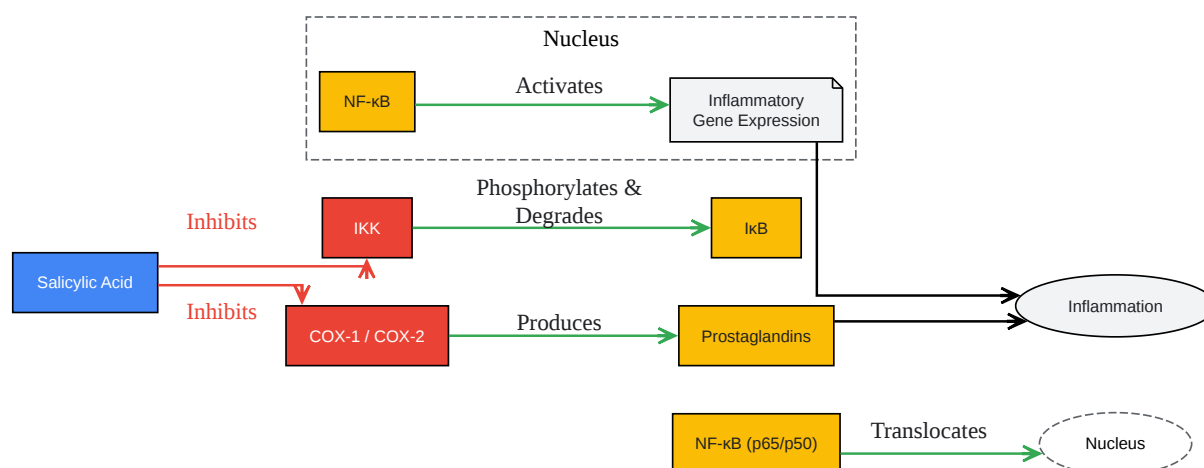 Nucleus
NF-κB
Activates
Inflammatory
Gene Expression
Phosphorylates &
Degrades
Inhibits
IKK
IκB
Salicylic Acid
Inhibits
COX-1 / COX-2
Produces
Prostaglandins
Inflammation
NF-κB (p65/p50)
Translocates
Nucleus